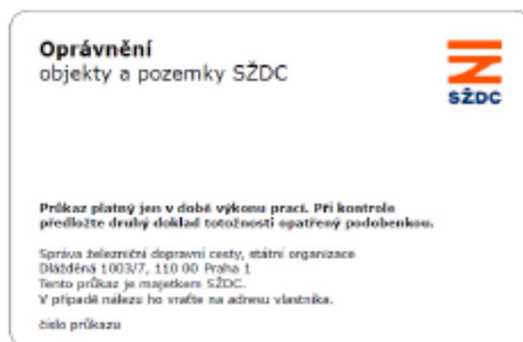 Oprávnění
objekty a pozemky SŽDC
SŽDC
Průkaz platný jen v době výkonu prací. Při kontrole
předložte druhý doklad totožnosti opatřený podobenkou.
Správa železniční dopravní cesty, státní organizace
Dlážděná 1003/7, 110 00 Praha 1
Tento průkaz je majetkem SŽDC.
V případě nálezu ho vraťte na adresu vlastníka.
číslo průkazu